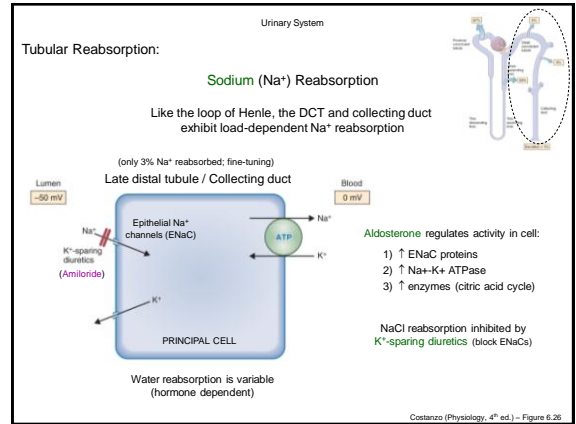 Urinary System
Tubular Reabsorption:
Sodium (Na⁺) Reabsorption
Like the loop of Henle, the DCT and collecting duct
exhibit load-dependent Na⁺ reabsorption
(only 3% Na⁺ reabsorbed; fine-tuning)
Late distal tubule / Collecting duct
Lumen
–50 mV
Blood
0 mV
Epithelial Na⁺
channels (ENaC)
Na⁺
K⁺-sparing
diuretics
(Amiloride)
ATP
Na⁺
K⁺
K⁺
PRINCIPAL CELL
Water reabsorption is variable
(hormone dependent)
Aldosterone regulates activity in cell:
1) ↑ ENaC proteins
2) ↑ Na+-K+ ATPase
3) ↑ enzymes (citric acid cycle)
NaCl reabsorption inhibited by
K⁺-sparing diuretics (block ENaCs)
Costanzo (Physiology, 4th ed.) – Figure 6.26